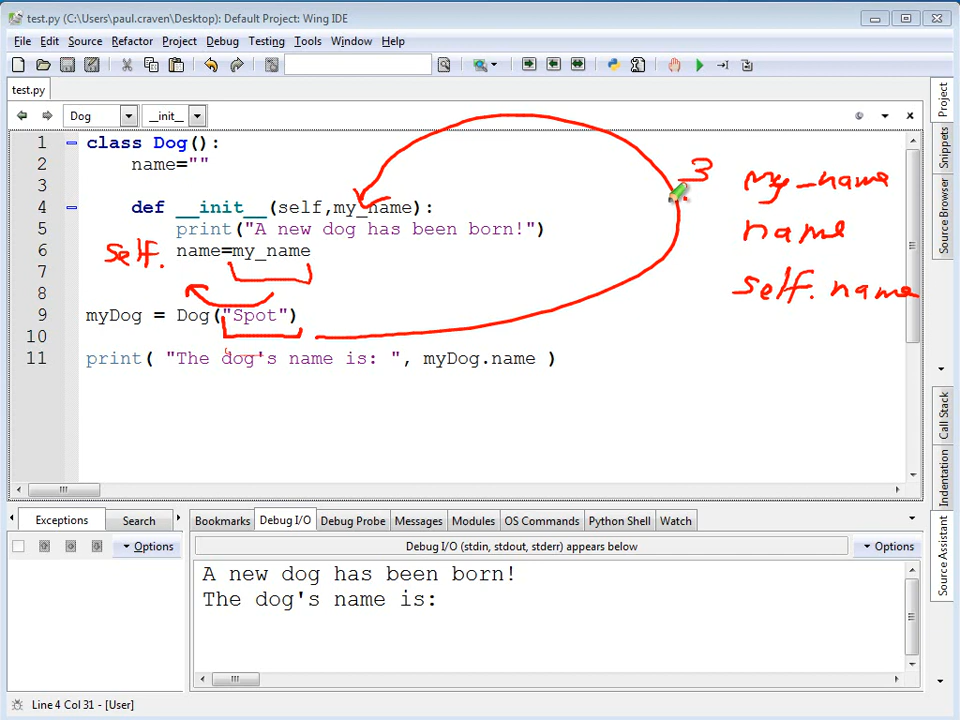 test.py (C:\Users\paul.craven\Desktop): Default Project: Wing IDE
File Edit Source Refactor Project Debug Testing Tools Window Help
test.py
Dog __init__
1 class Dog():
2 name=""
3
4 def __init__(self,my_name):
5 print("A new dog has been born!")
6 name=my_name
7
8
9 myDog = Dog("Spot")
10
11 print( "The dog's name is: ", myDog.name )
self.
3
my_name
name
self.name
Project
Snippets
Source Browser
Call Stack
Indentation
Source Assistant
Exceptions Search
Options
Bookmarks Debug I/O Debug Probe Messages Modules OS Commands Python Shell Watch
Debug I/O (stdin, stdout, stderr) appears below
Options
A new dog has been born!
The dog's name is:
Line 4 Col 31 - [User]